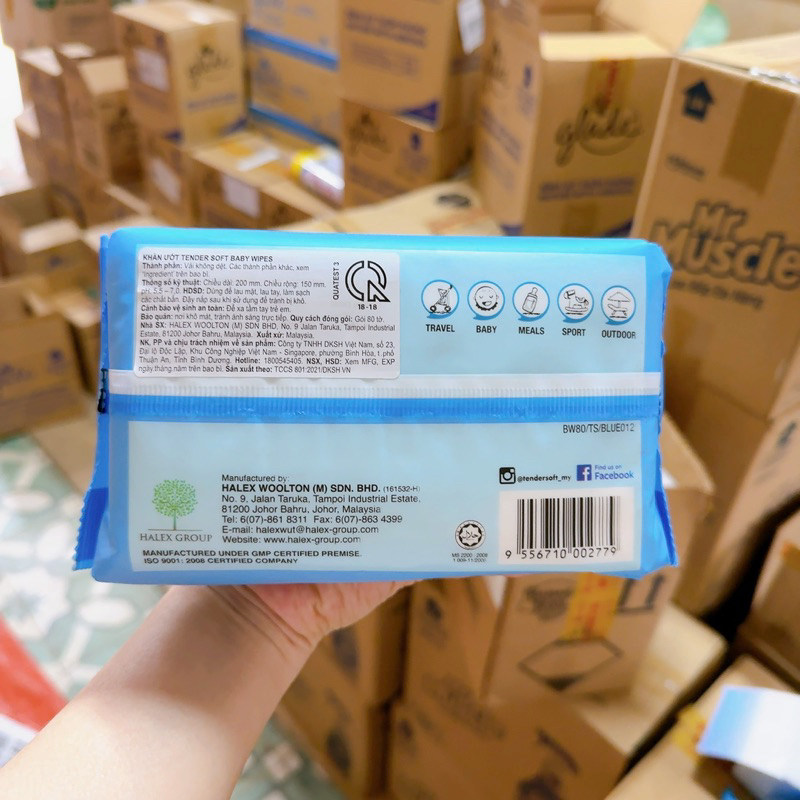 glade
glade
Mr
Muscle
KHĂN ƯỚT TENDER SOFT BABY WIPES
Thành phần: Vải không dệt. Các thành phần khác, xem
"ingredient" trên bao bì.
Thông số kỹ thuật: Chiều dài: 200 mm. Chiều rộng: 150 mm.
pH: 5.5 – 7.0. HDSD: Dùng để lau mặt, lau tay, làm sạch
các chất bẩn. Đậy nắp sau khi sử dụng để tránh bị khô.
Cảnh báo vệ sinh an toàn: Để xa tầm tay trẻ em.
Bảo quản: nơi khô mát, tránh ánh sáng trực tiếp. Quy cách đóng gói: Gói 80 tờ.
Nhà SX: HALEX WOOLTON (M) SDN BHD, No. 9 Jalan Taruka, Tampoi Industrial
Estate, 81200 Johor Bahru, Malaysia. Xuất xứ: Malaysia.
NK, PP và chịu trách nhiệm về sản phẩm: Công ty TNHH DKSH Việt Nam, số 23,
Đại lộ Độc Lập, Khu Công Nghiệp Việt Nam - Singapore, phường Bình Hòa, t.phố
Thuận An, Tỉnh Bình Dương. Hotline: 1800545405. NSX, HSD: Xem MFG, EXP
ngày tháng năm trên bao bì. Sản xuất theo: TCCS 801:2021/DKSH VN
QUATEST 3
18-18
TRAVEL
BABY
MEALS
SPORT
OUTDOOR
BW80/TS/BLUE012
HALEX GROUP
Manufactured by:
HALEX WOOLTON (M) SDN. BHD. (161532-H)
No. 9, Jalan Taruka, Tampoi Industrial Estate.
81200 Johor Bahru, Johor, Malaysia
Tel: 6(07)-861 8311 Fax: 6(07)-863 4399
E-mail: halexwut@halex-group.com
Website: www.halex-group.com
MANUFACTURED UNDER GMP CERTIFIED PREMISE.
ISO 9001: 2008 CERTIFIED COMPANY
@tendersoft_my
Find us on
Facebook
9 556710 002779